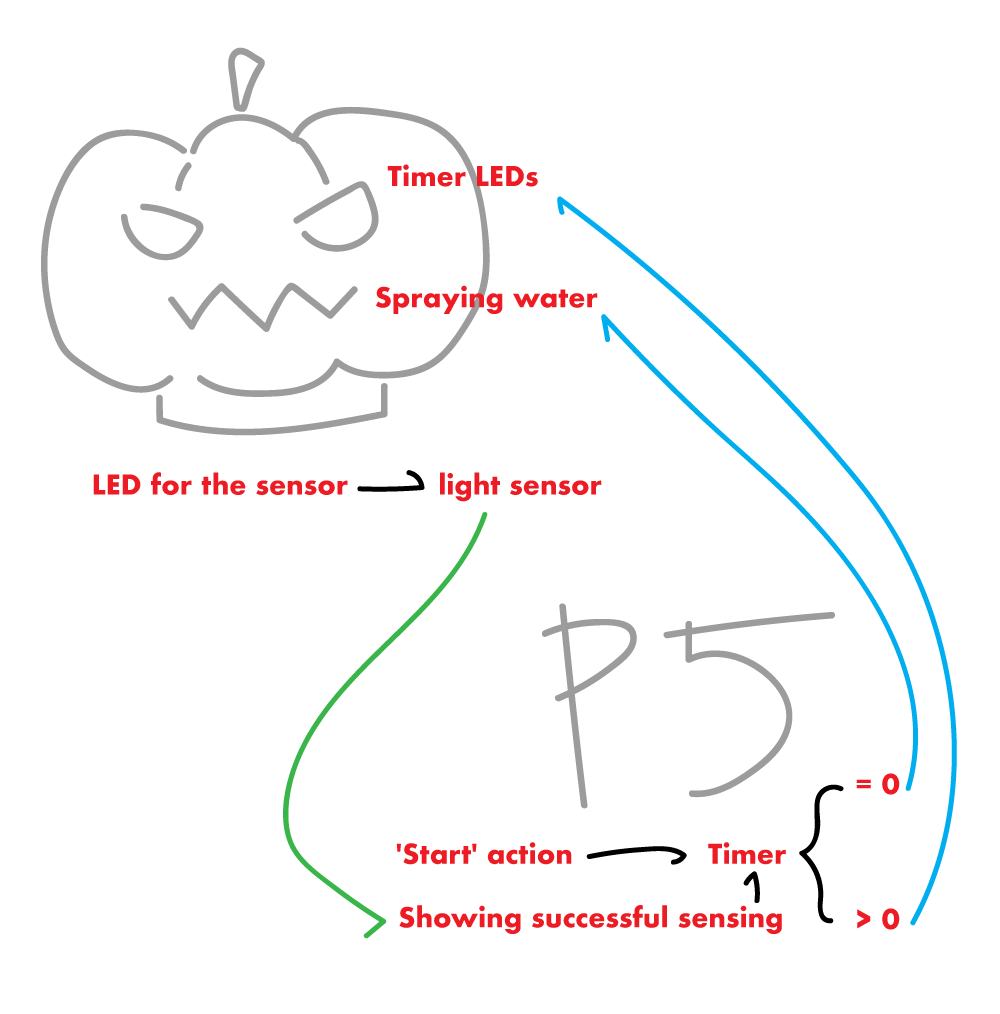 Timer LEDs
Spraying water
LED for the sensor
light sensor
P5
= 0
'Start' action
Timer
Showing successful sensing
> 0